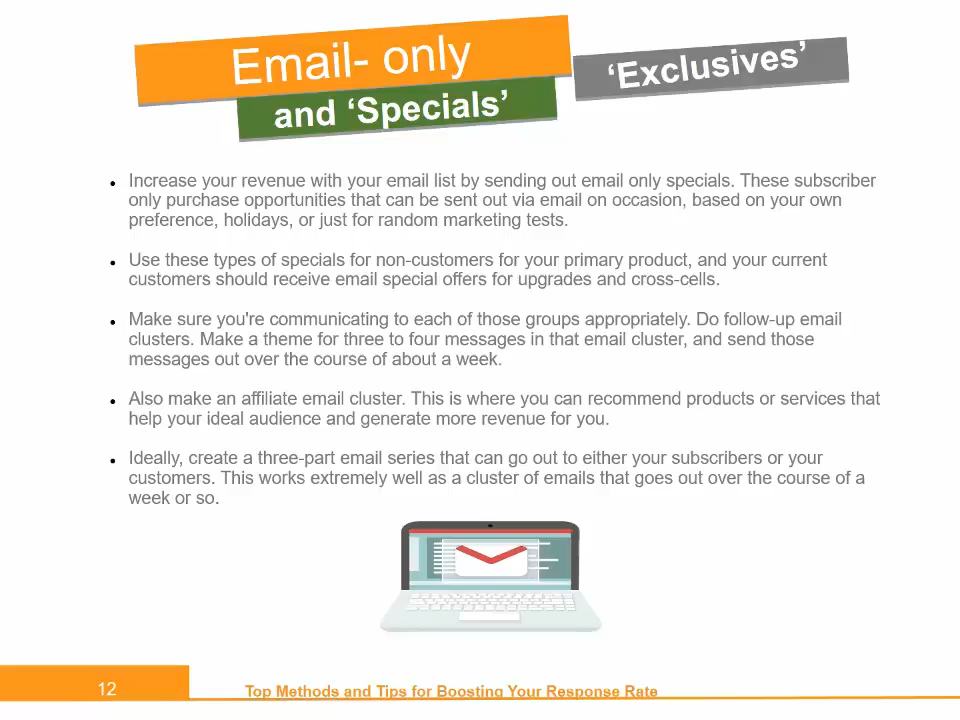 Email- only
‘Exclusives’
and ‘Specials’
• Increase your revenue with your email list by sending out email only specials. These subscriber
only purchase opportunities that can be sent out via email on occasion, based on your own
preference, holidays, or just for random marketing tests.
• Use these types of specials for non-customers for your primary product, and your current
customers should receive email special offers for upgrades and cross-cells.
• Make sure you're communicating to each of those groups appropriately. Do follow-up email
clusters. Make a theme for three to four messages in that email cluster, and send those
messages out over the course of about a week.
• Also make an affiliate email cluster. This is where you can recommend products or services that
help your ideal audience and generate more revenue for you.
• Ideally, create a three-part email series that can go out to either your subscribers or your
customers. This works extremely well as a cluster of emails that goes out over the course of a
week or so.
12
Top Methods and Tips for Boosting Your Response Rate